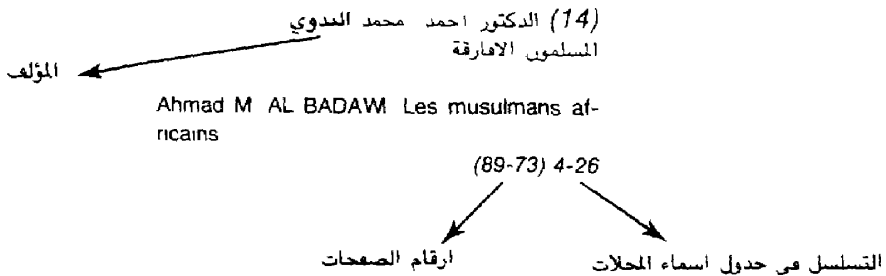 (14) الدكتور احمد محمد البدوي
المسلمون الافارقة
المؤلف
Ahmad M AL BADAWI Les musulmans af-
ricains
(89-73) 4-26
ارقام الصفحات
التسلسل في جدول اسماء المجلات